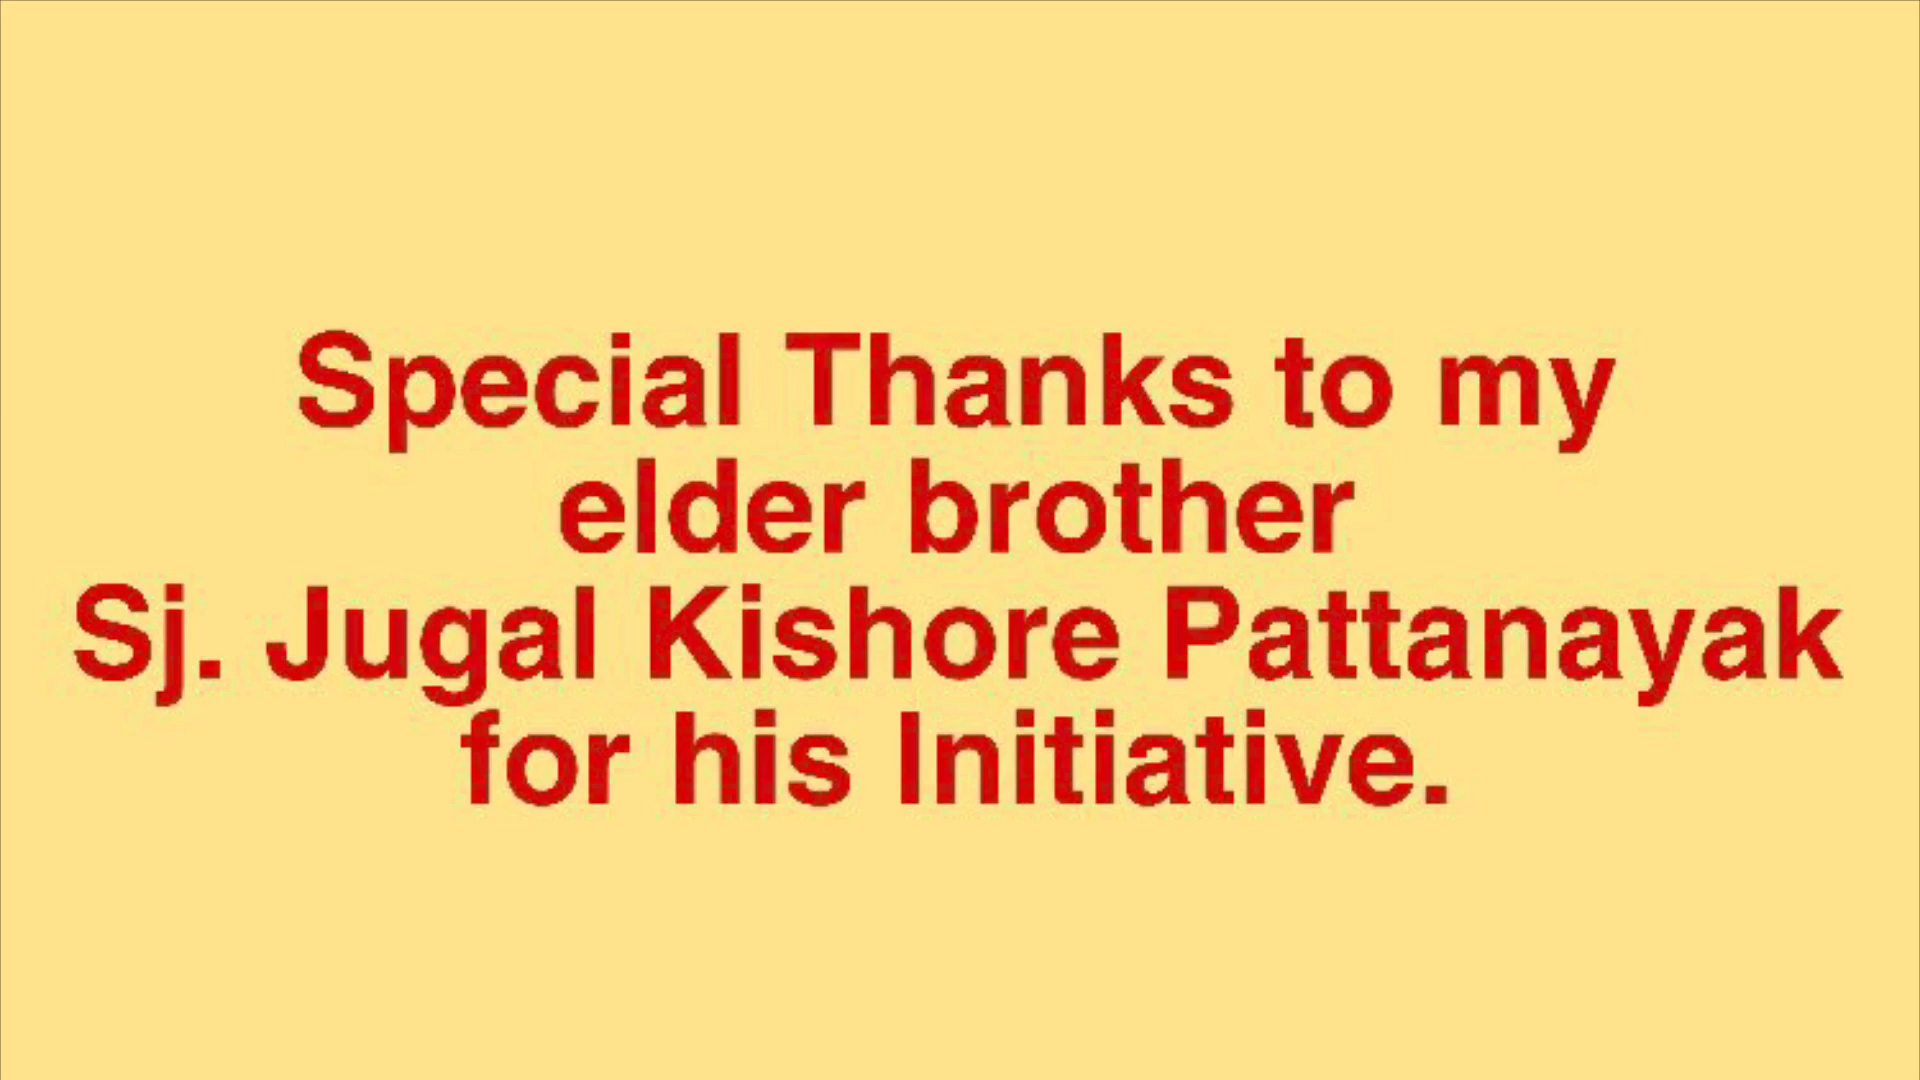 Special Thanks to my
elder brother
Sj. Jugal Kishore Pattanayak
for his Initiative.